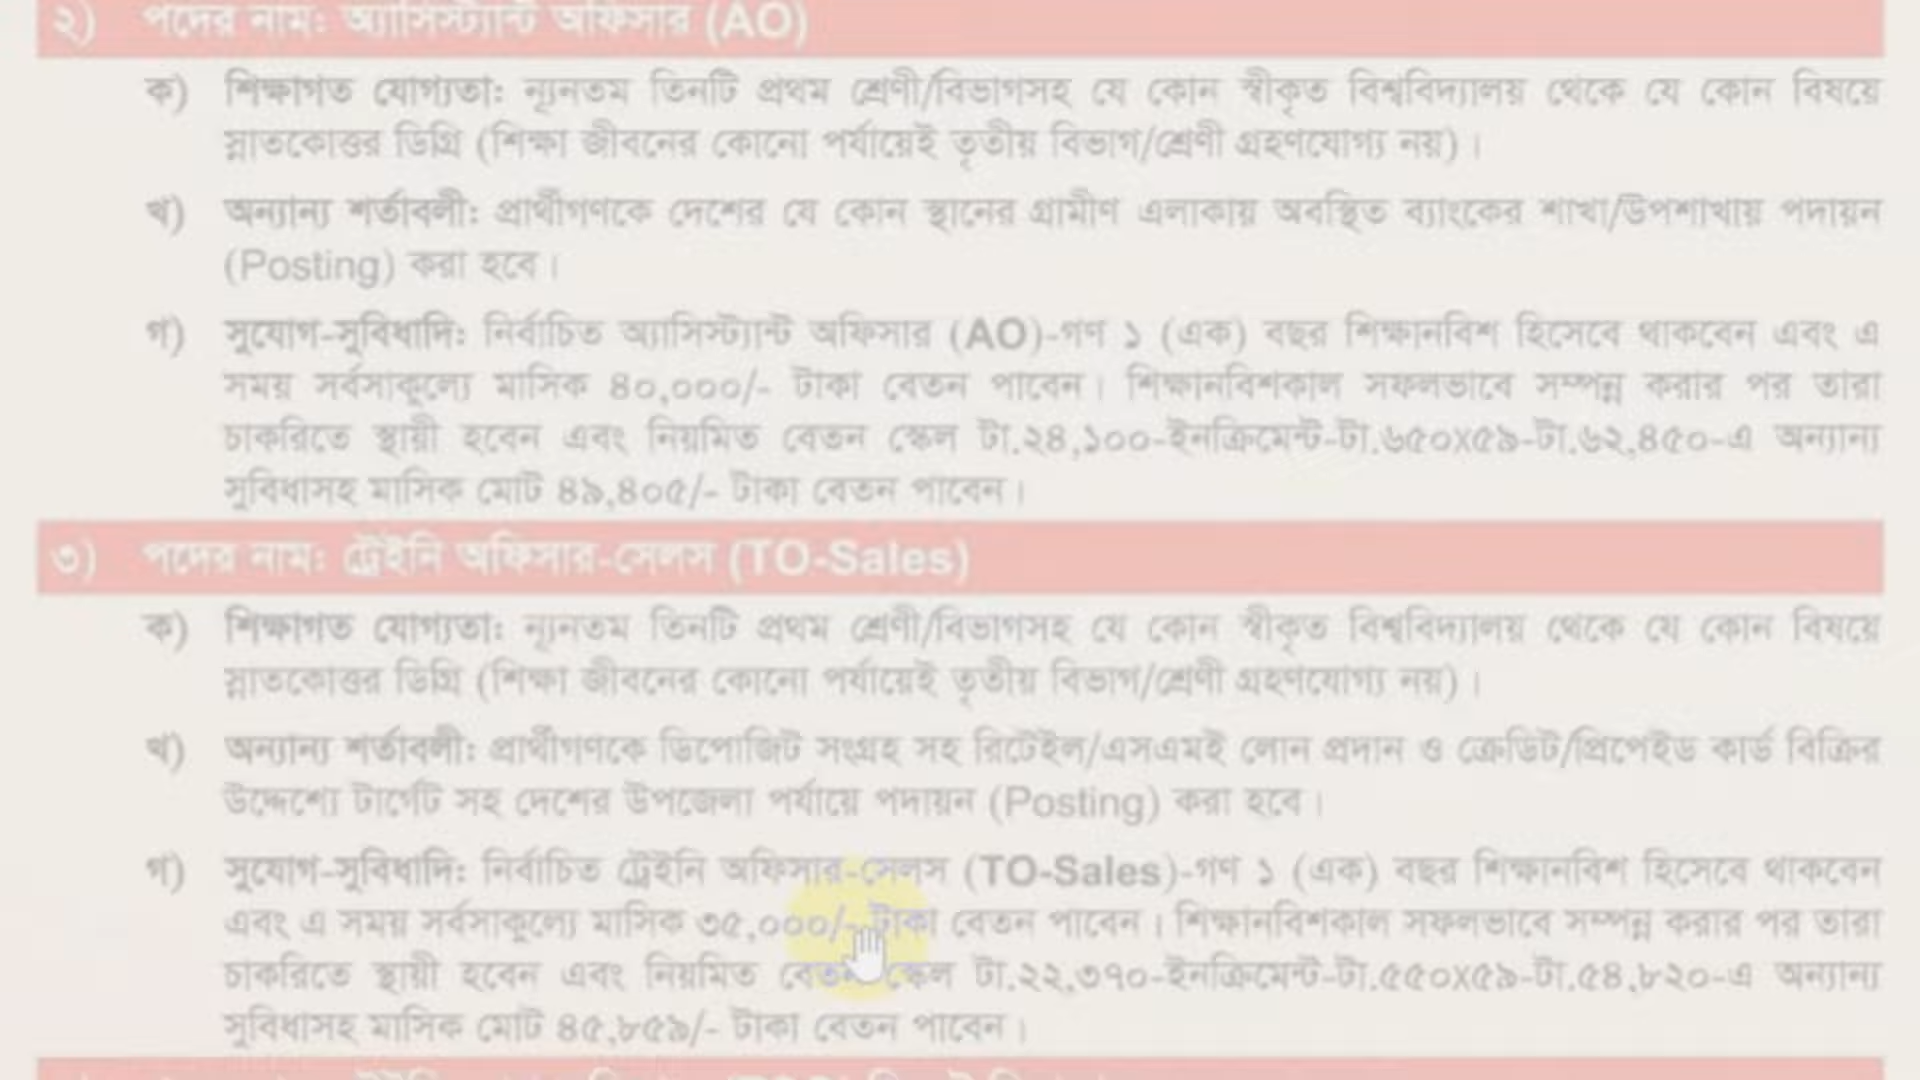 ২) পদের নাম: অ্যাসিস্ট্যান্ট অফিসার (AO)
ক) শিক্ষাগত যোগ্যতা: ন্যূনতম তিনটি প্রথম শ্রেণী/বিভাগসহ যে কোন স্বীকৃত বিশ্ববিদ্যালয় থেকে যে কোন বিষয়ে
স্নাতকোত্তর ডিগ্রি (শিক্ষা জীবনের কোনো পর্যায়েই তৃতীয় বিভাগ/শ্রেণী গ্রহণযোগ্য নয়)।
খ) অন্যান্য শর্তাবলী: প্রার্থীগণকে দেশের যে কোন স্থানের গ্রামীণ এলাকায় অবস্থিত ব্যাংকের শাখা/উপশাখায় পদায়ন
(Posting) করা হবে।
গ) সুযোগ-সুবিধাদি: নির্বাচিত অ্যাসিস্ট্যান্ট অফিসার (AO)-গণ ১ (এক) বছর শিক্ষানবিশ হিসেবে থাকবেন এবং এ
সময় সর্বসাকুল্যে মাসিক ৪০,০০০/- টাকা বেতন পাবেন। শিক্ষানবিশকাল সফলভাবে সম্পন্ন করার পর তারা
চাকরিতে স্থায়ী হবেন এবং নিয়মিত বেতন স্কেল টা.২৪,১০০-ইনক্রিমেন্ট-টা.৬৫০X৫৯-টা.৬২,৪৫০-এ অন্যান্য
সুবিধাসহ মাসিক মোট ৪৯,৪০৫/- টাকা বেতন পাবেন।
৩) পদের নাম: ট্রেইনি অফিসার-সেলস (TO-Sales)
ক) শিক্ষাগত যোগ্যতা: ন্যূনতম তিনটি প্রথম শ্রেণী/বিভাগসহ যে কোন স্বীকৃত বিশ্ববিদ্যালয় থেকে যে কোন বিষয়ে
স্নাতকোত্তর ডিগ্রি (শিক্ষা জীবনের কোনো পর্যায়েই তৃতীয় বিভাগ/শ্রেণী গ্রহণযোগ্য নয়)।
খ) অন্যান্য শর্তাবলী: প্রার্থীগণকে ডিপোজিট সংগ্রহ সহ রিটেইল/এসএমই লোন প্রদান ও ক্রেডিট/প্রিপেইড কার্ড বিক্রির
উদ্দেশ্যে টার্গেট সহ দেশের উপজেলা পর্যায়ে পদায়ন (Posting) করা হবে।
গ) সুযোগ-সুবিধাদি: নির্বাচিত ট্রেইনি অফিসার-সেলস (TO-Sales)-গণ ১ (এক) বছর শিক্ষানবিশ হিসেবে থাকবেন
এবং এ সময় সর্বসাকুল্যে মাসিক ৩৫,০০০/- টাকা বেতন পাবেন। শিক্ষানবিশকাল সফলভাবে সম্পন্ন করার পর তারা
চাকরিতে স্থায়ী হবেন এবং নিয়মিত বেতন স্কেল টা.২২,৩৭০-ইনক্রিমেন্ট-টা.৫৫০X৫৯-টা.৫৪,৮২০-এ অন্যান্য
সুবিধাসহ মাসিক মোট ৪৫,৮৫৯/- টাকা বেতন পাবেন।